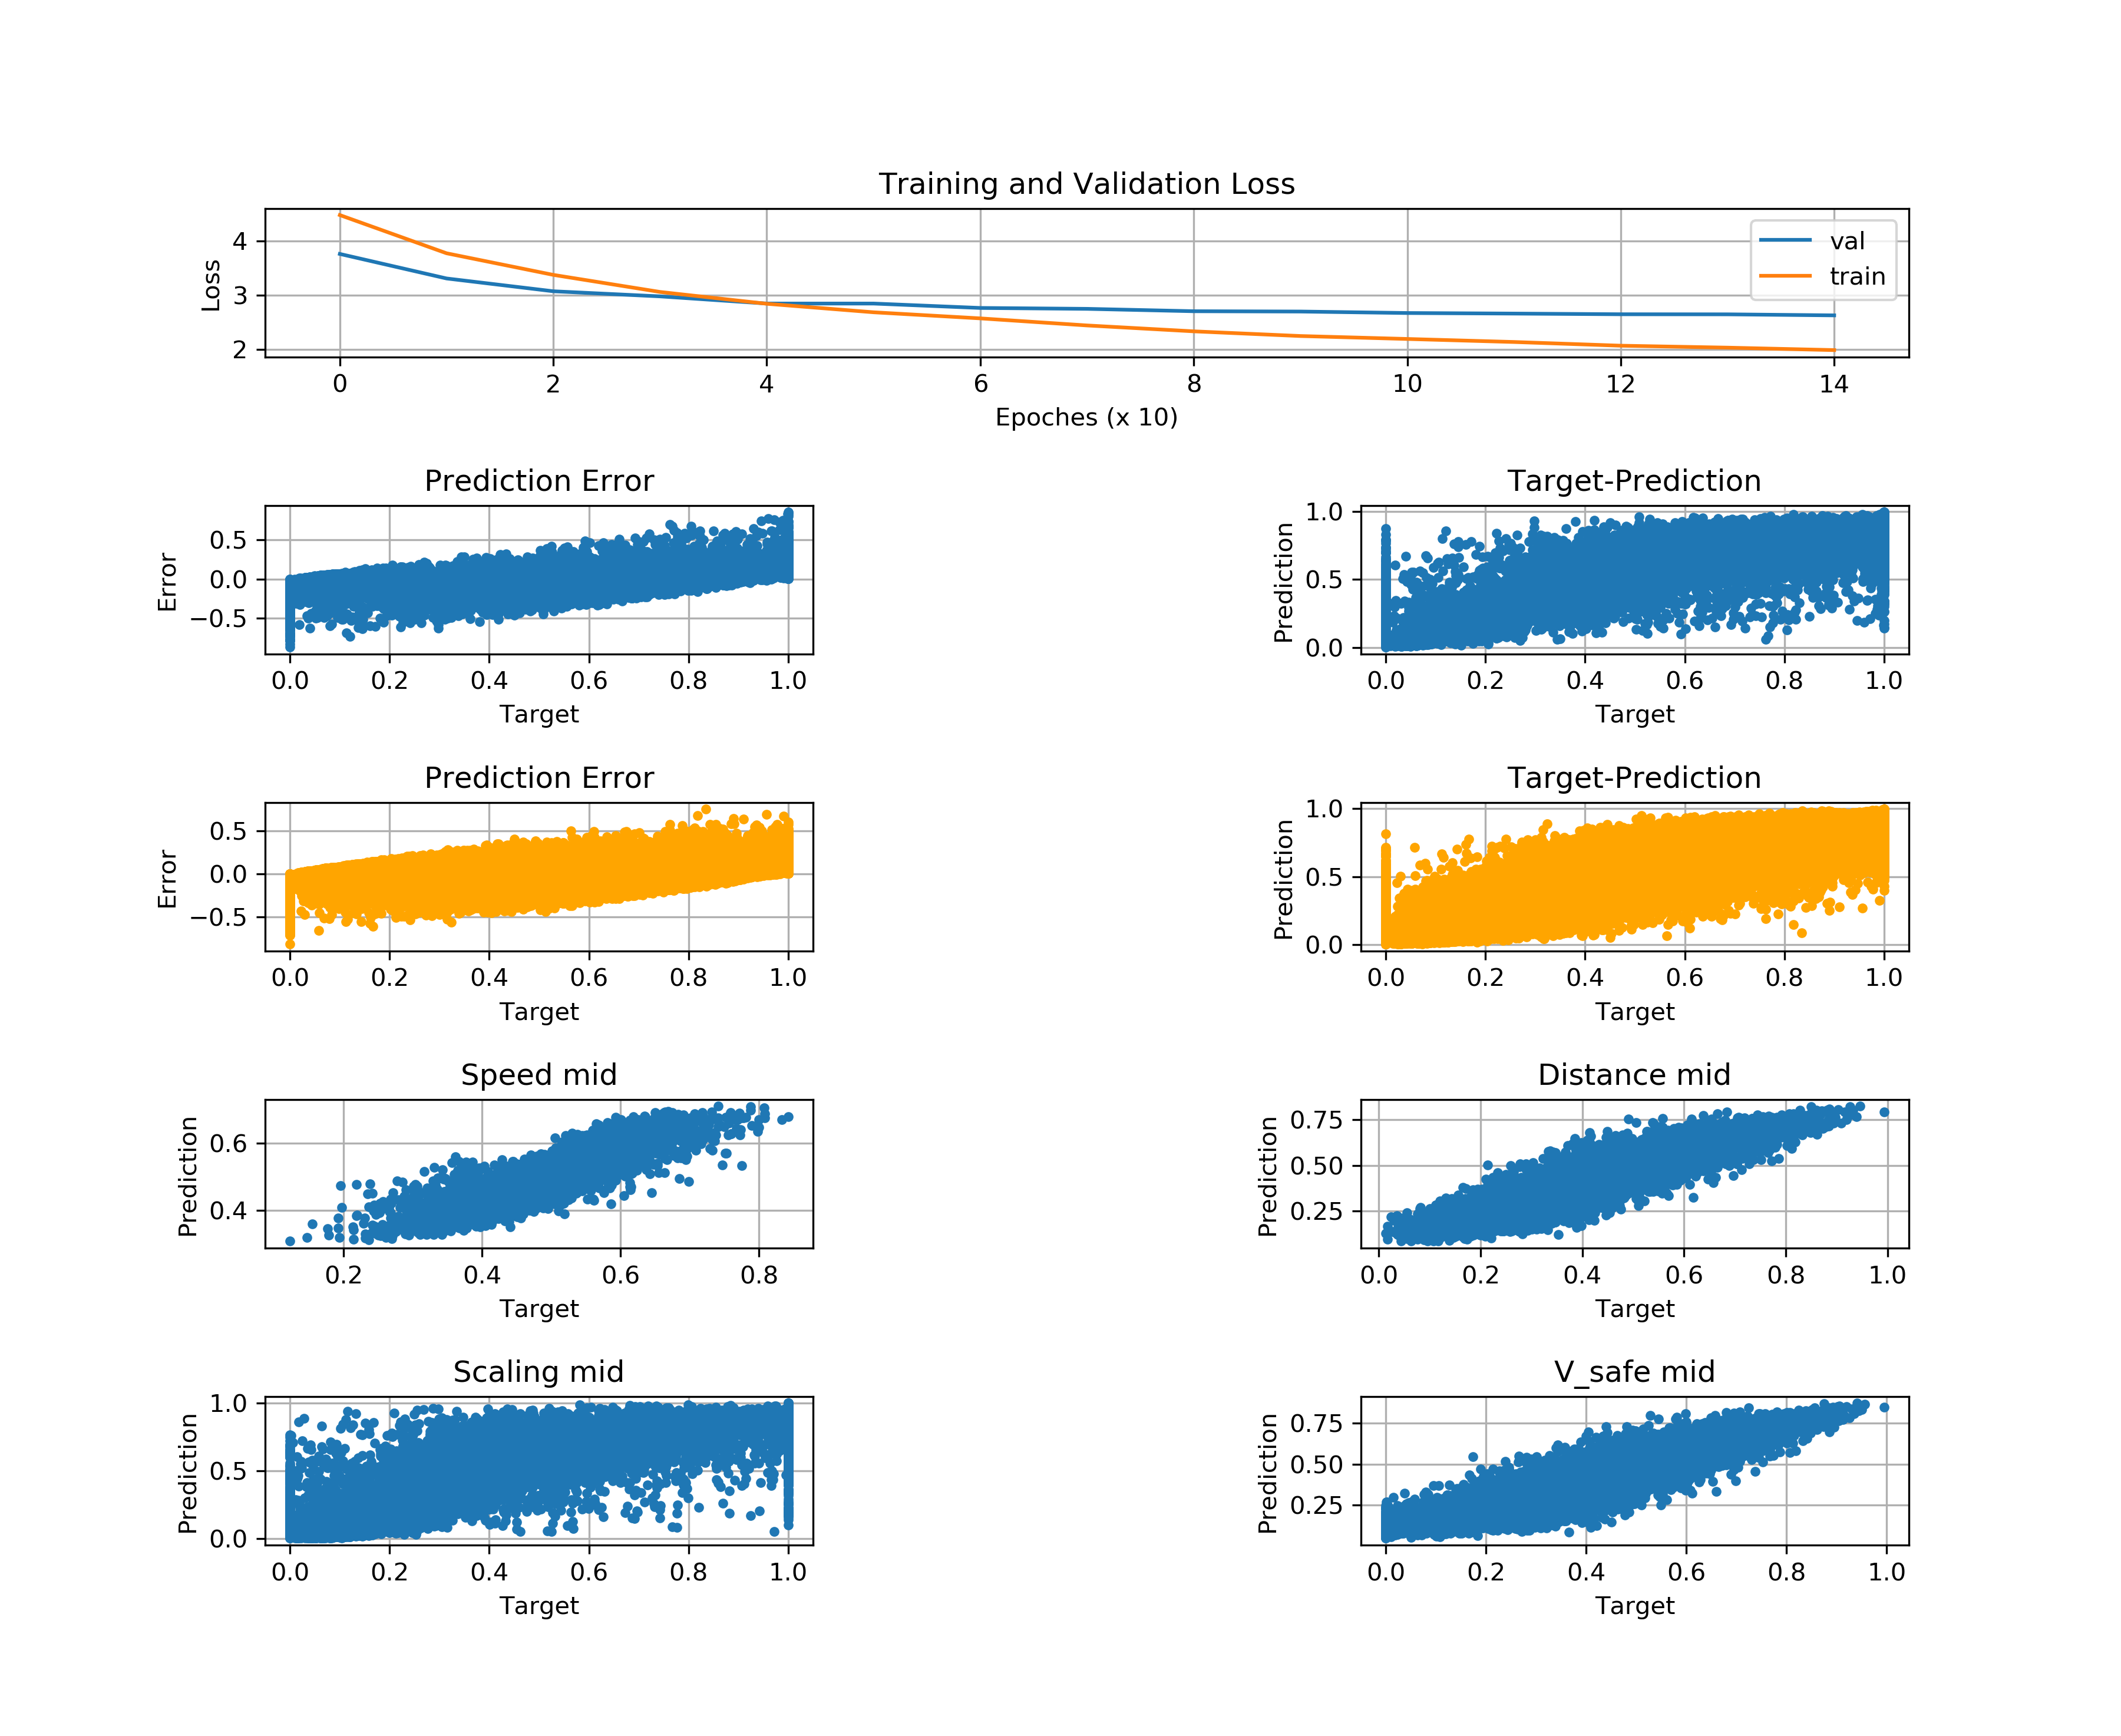 Training and Validation Loss
Loss
4
3
2
0 2 4 6 8 10 12 14
Epoches (x 10)
val
train
Prediction Error
Error
0.5
0.0
−0.5
0.0 0.2 0.4 0.6 0.8 1.0
Target
Target-Prediction
Prediction
1.0
0.5
0.0
0.0 0.2 0.4 0.6 0.8 1.0
Target
Prediction Error
Error
0.5
0.0
−0.5
0.0 0.2 0.4 0.6 0.8 1.0
Target
Target-Prediction
Prediction
1.0
0.5
0.0
0.0 0.2 0.4 0.6 0.8 1.0
Target
Speed mid
Prediction
0.6
0.4
0.2 0.4 0.6 0.8
Target
Distance mid
Prediction
0.75
0.50
0.25
0.0 0.2 0.4 0.6 0.8 1.0
Target
Scaling mid
Prediction
1.0
0.5
0.0
0.0 0.2 0.4 0.6 0.8 1.0
Target
V_safe mid
Prediction
0.75
0.50
0.25
0.0 0.2 0.4 0.6 0.8 1.0
Target